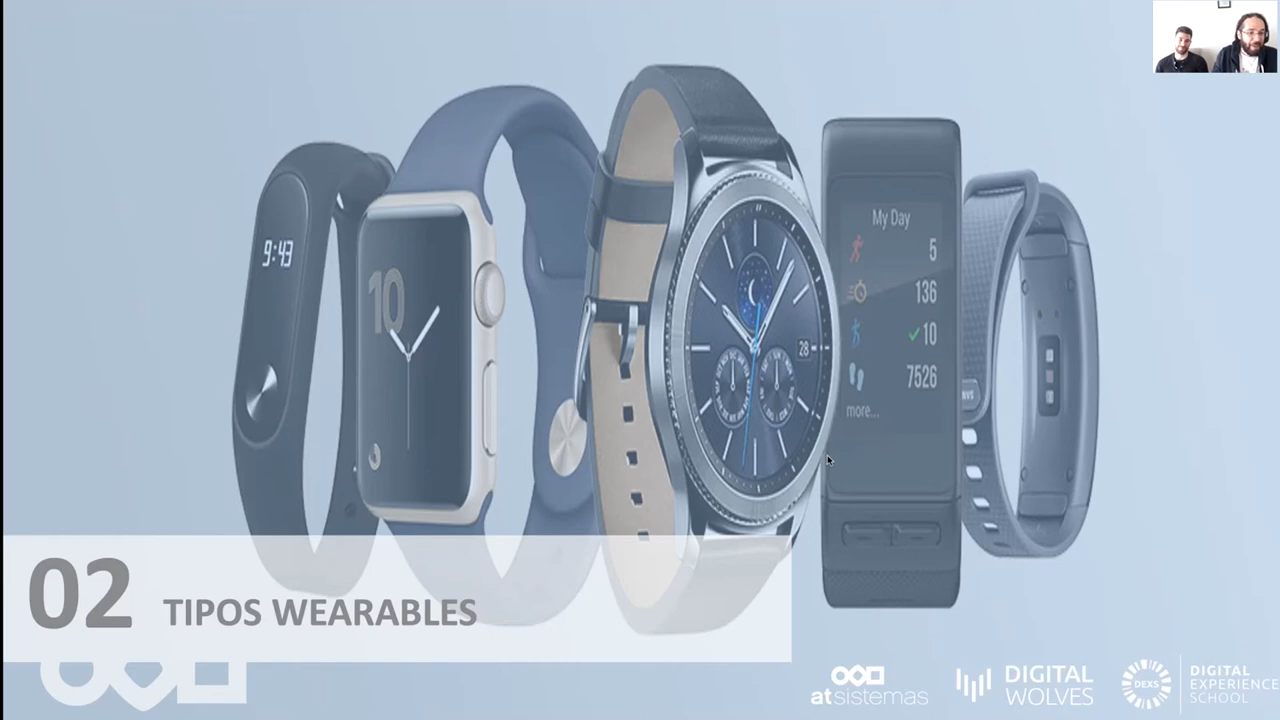 9:43
10
28
My Day
5
136
10
7526
more...
02 TIPOS WEARABLES
atsistemas
DIGITAL
WOLVES
DEXS
DIGITAL
EXPERIENCE
SCHOOL